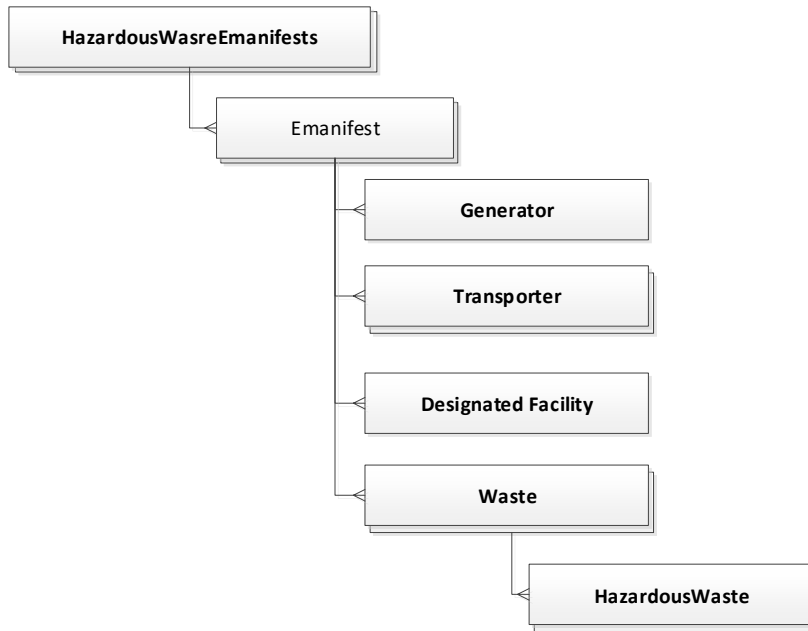 HazardousWasreEmanifests
Emanifest
Generator
Transporter
Designated Facility
Waste
HazardousWaste